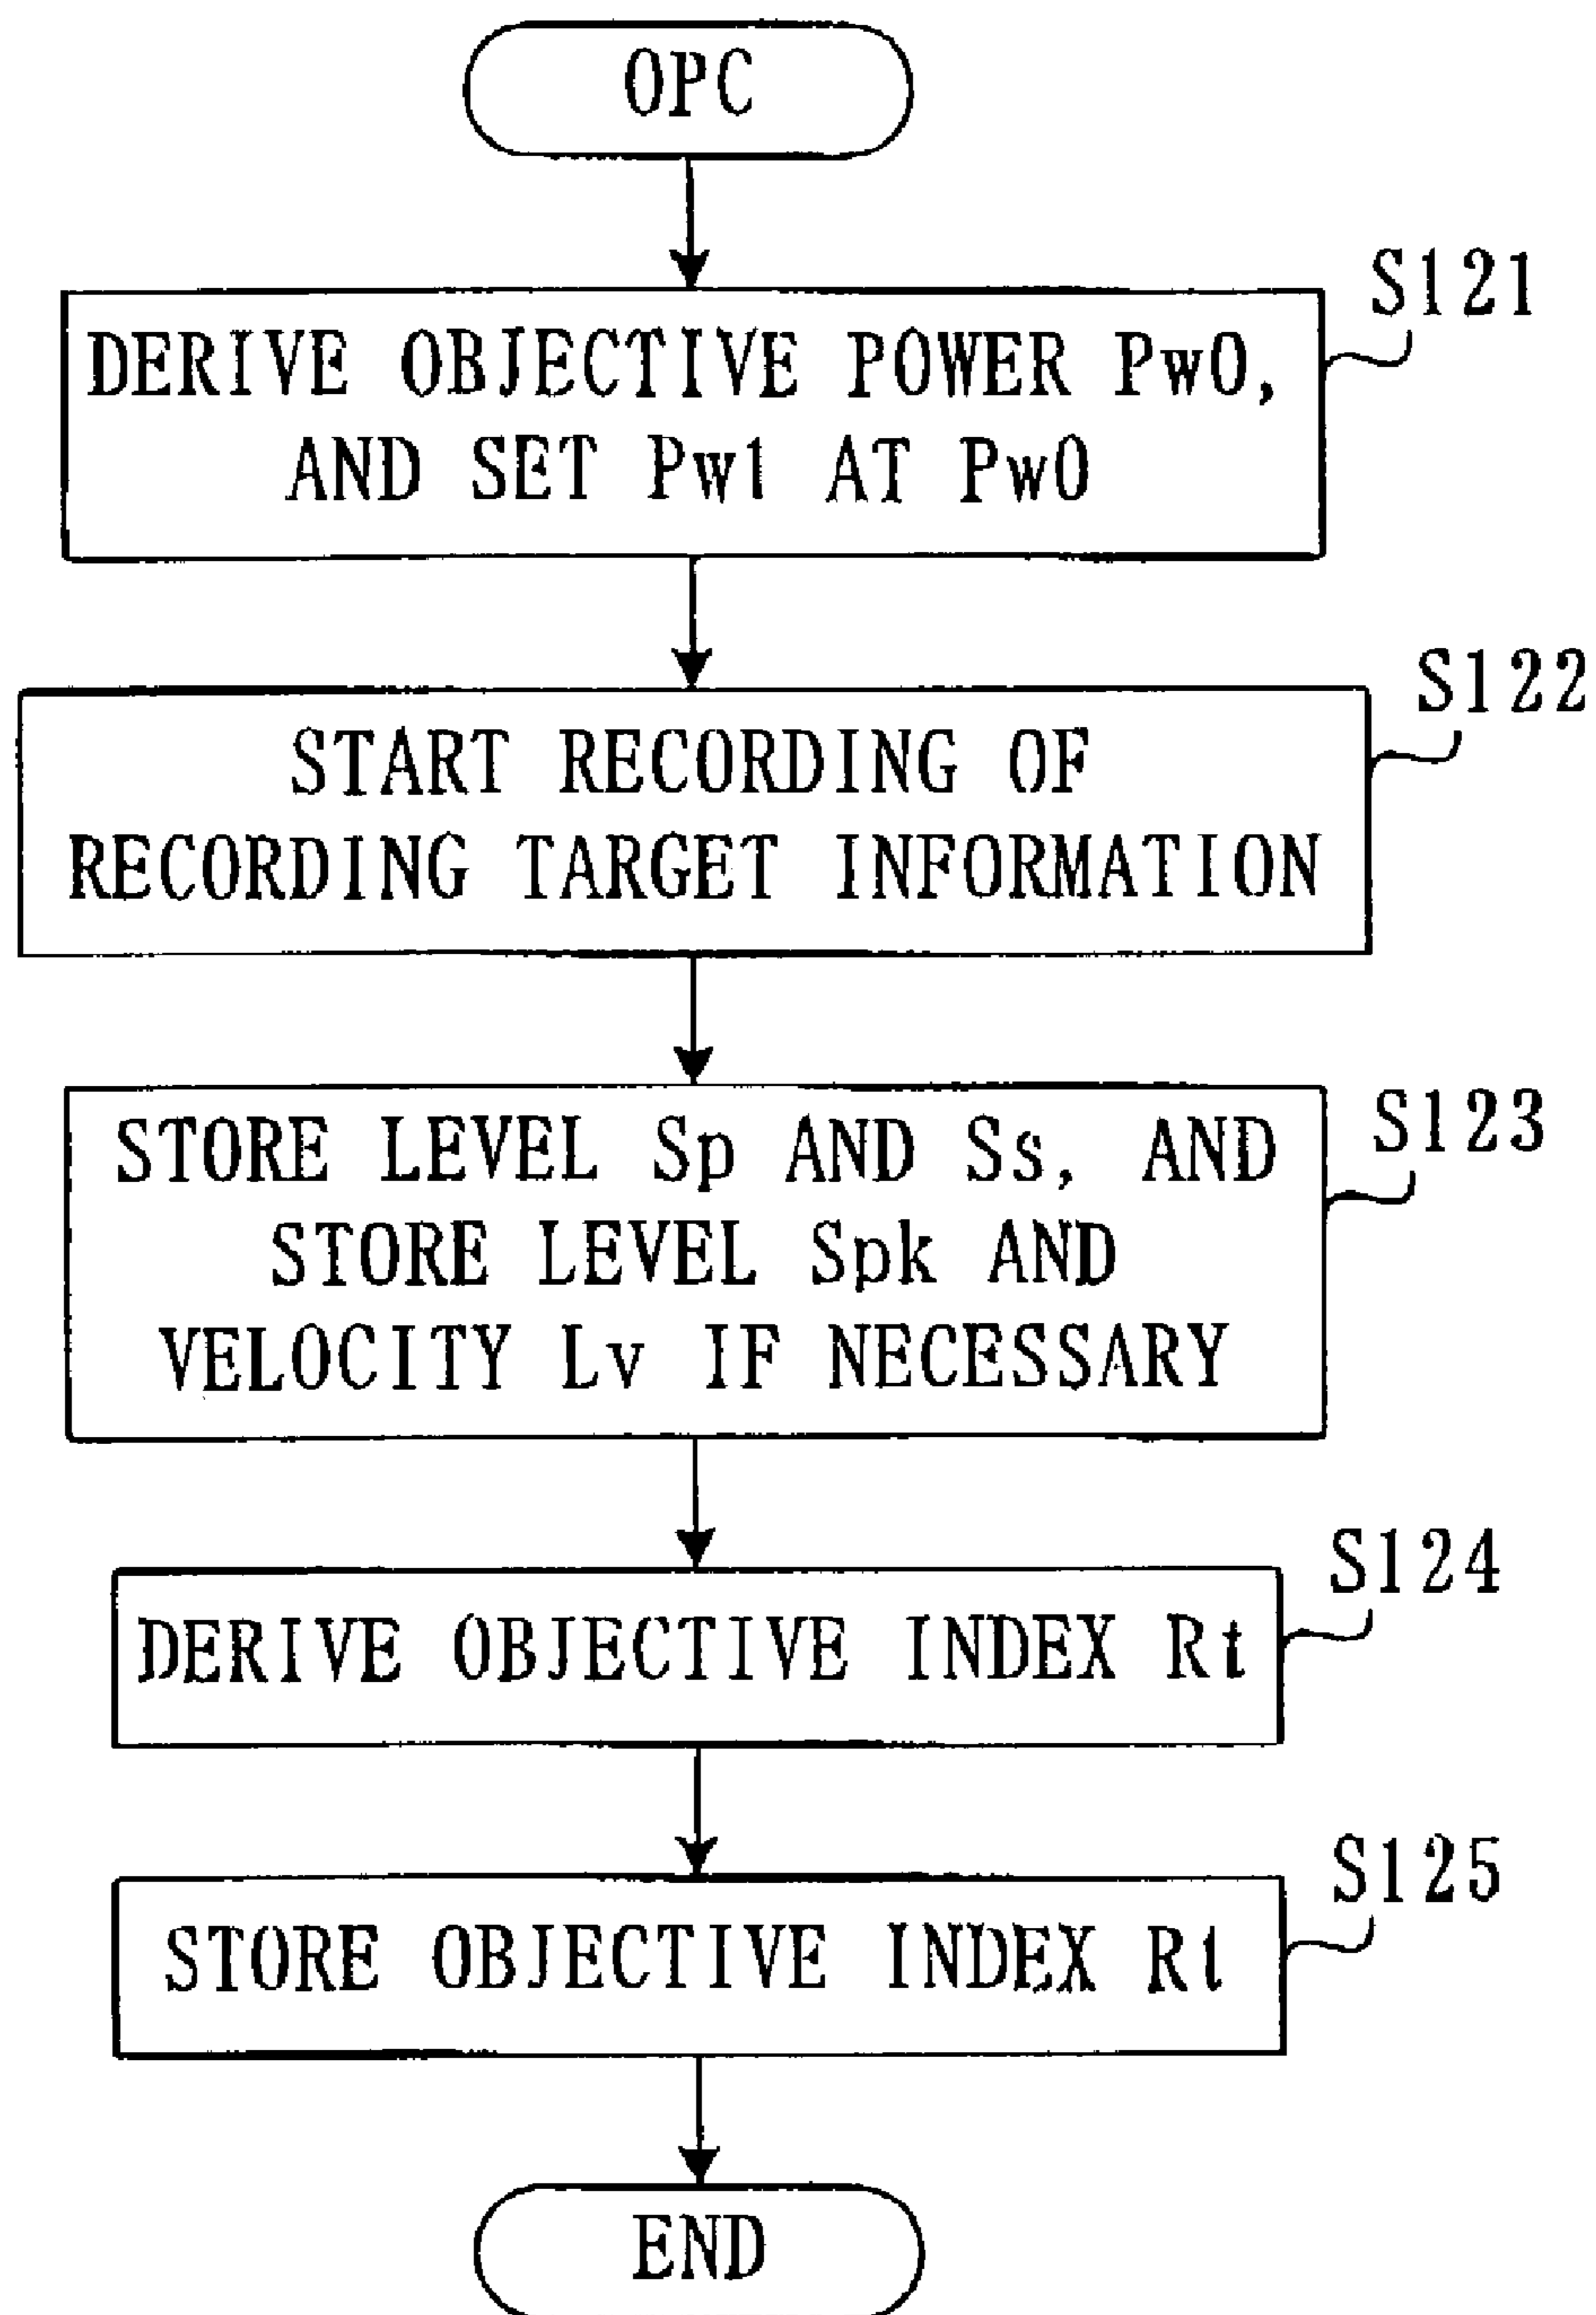 OPC
S121
DERIVE OBJECTIVE POWER Pw0,
AND SET Pw1 AT Pw0
S122
START RECORDING OF
RECORDING TARGET INFORMATION
S123
STORE LEVEL Sp AND Ss, AND
STORE LEVEL Spk AND
VELOCITY Lv IF NECESSARY
S124
DERIVE OBJECTIVE INDEX Rt
S125
STORE OBJECTIVE INDEX Rt
END